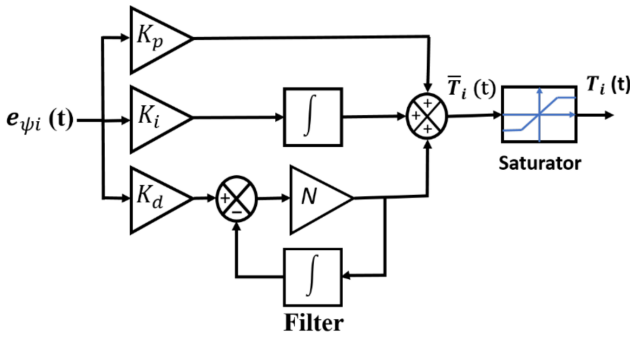 K_p
e_ψi (t)
K_i
∫
+
+
+
T̅_i (t)
T_i (t)
Saturator
K_d
+
−
N
∫
Filter